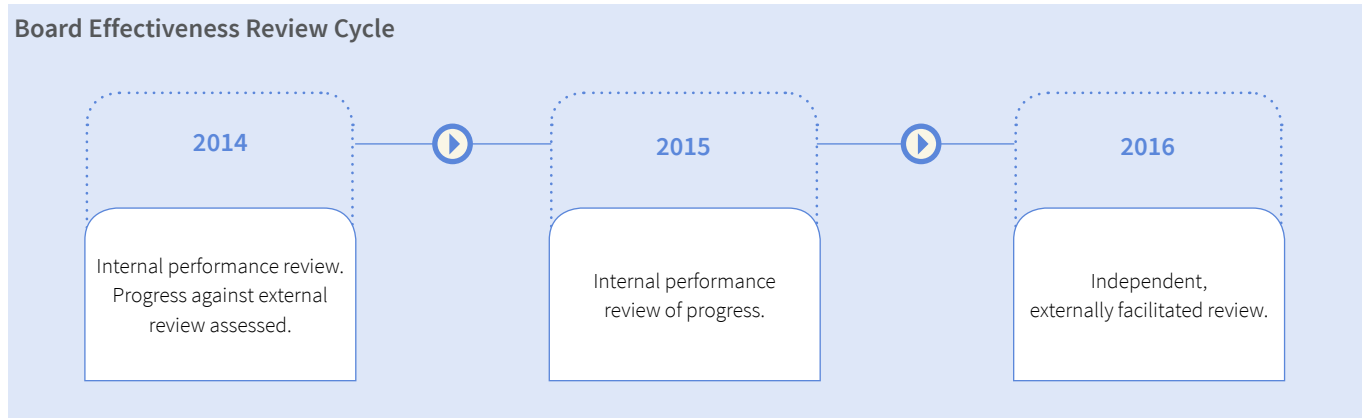 Board Effectiveness Review Cycle
2014
Internal performance review.
Progress against external
review assessed.
2015
Internal performance
review of progress.
2016
Independent,
externally facilitated review.